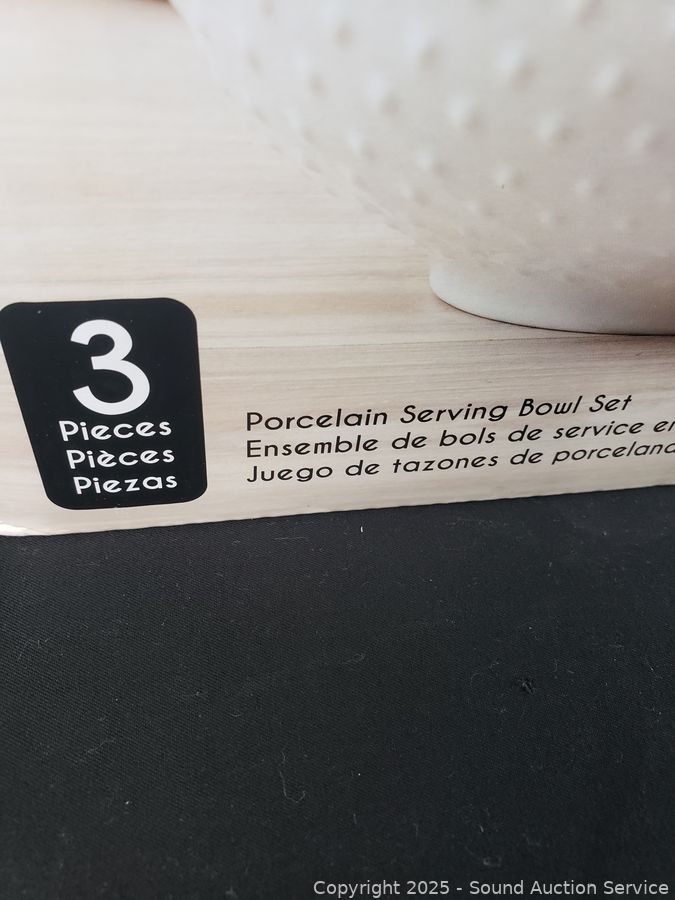 3
Pieces
Pièces
Piezas
Porcelain Serving Bowl Set
Ensemble de bols de service
Juego de tazones de
Copyright 2025 - Sound Auction Service